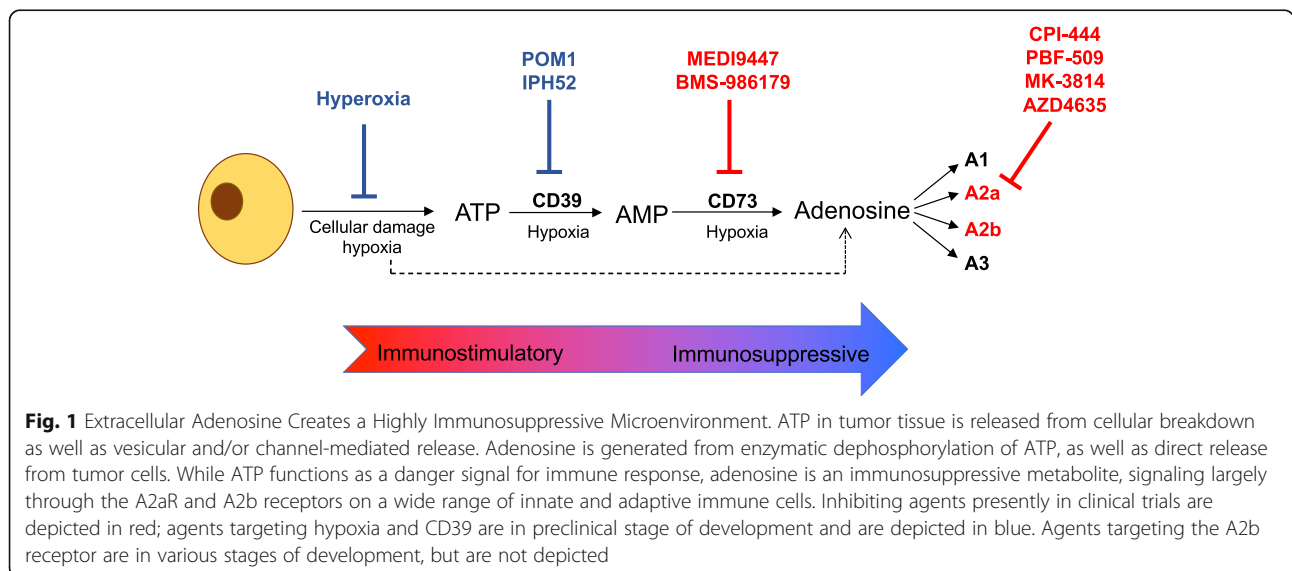 CPI-444
PBF-509
MK-3814
AZD4635
POM1
IPH52
MEDI9447
BMS-986179
Hyperoxia
A1
A2a
A2b
A3
ATP
CD39
Hypoxia
AMP
CD73
Hypoxia
Adenosine
Cellular damage
hypoxia
Immunostimulatory
Immunosuppressive
Fig. 1 Extracellular Adenosine Creates a Highly Immunosuppressive Microenvironment. ATP in tumor tissue is released from cellular breakdown
as well as vesicular and/or channel-mediated release. Adenosine is generated from enzymatic dephosphorylation of ATP, as well as direct release
from tumor cells. While ATP functions as a danger signal for immune response, adenosine is an immunosuppressive metabolite, signaling largely
through the A2aR and A2b receptors on a wide range of innate and adaptive immune cells. Inhibiting agents presently in clinical trials are
depicted in red; agents targeting hypoxia and CD39 are in preclinical stage of development and are depicted in blue. Agents targeting the A2b
receptor are in various stages of development, but are not depicted